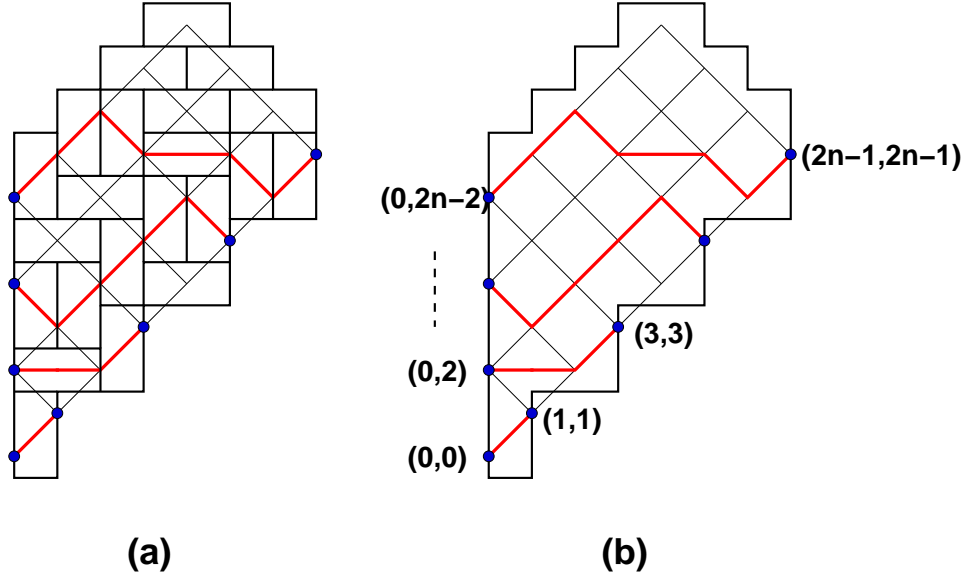 (2n−1,2n−1)
(0,2n−2)
(3,3)
(0,2)
(1,1)
(0,0)
(a)
(b)